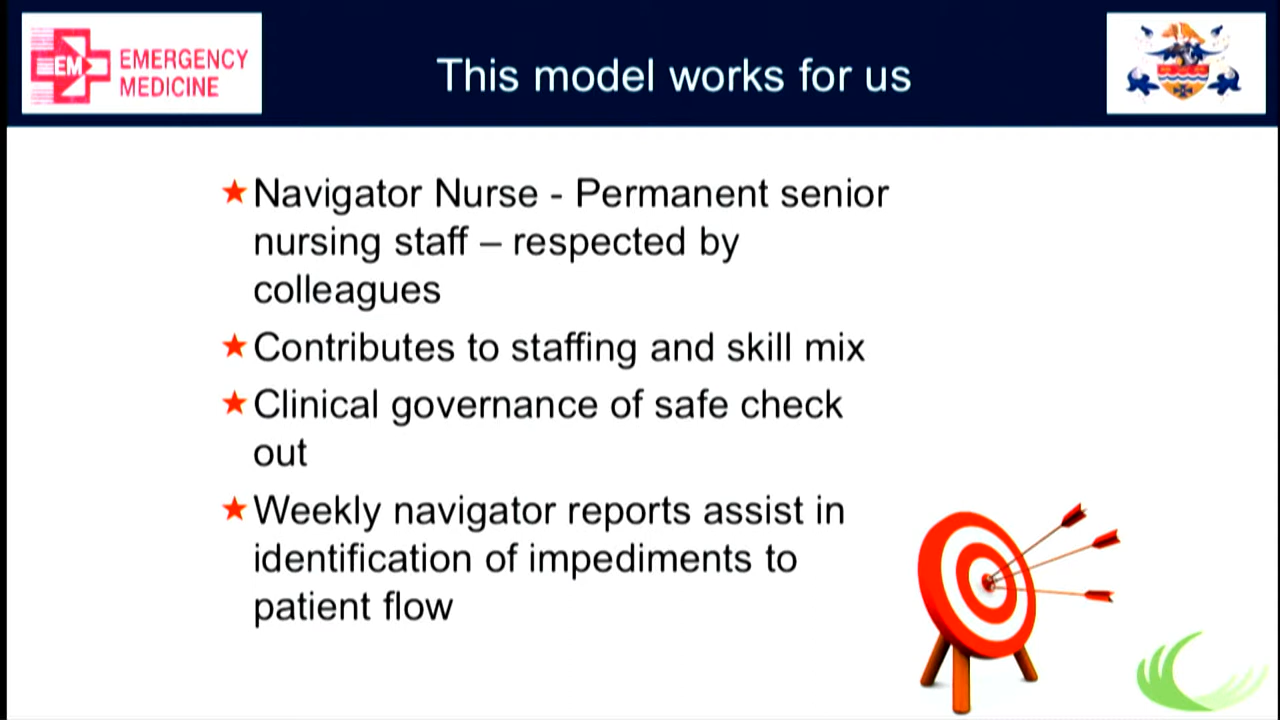 EM
EMERGENCY
MEDICINE
This model works for us
Navigator Nurse - Permanent senior
nursing staff – respected by
colleagues
Contributes to staffing and skill mix
Clinical governance of safe check
out
Weekly navigator reports assist in
identification of impediments to
patient flow